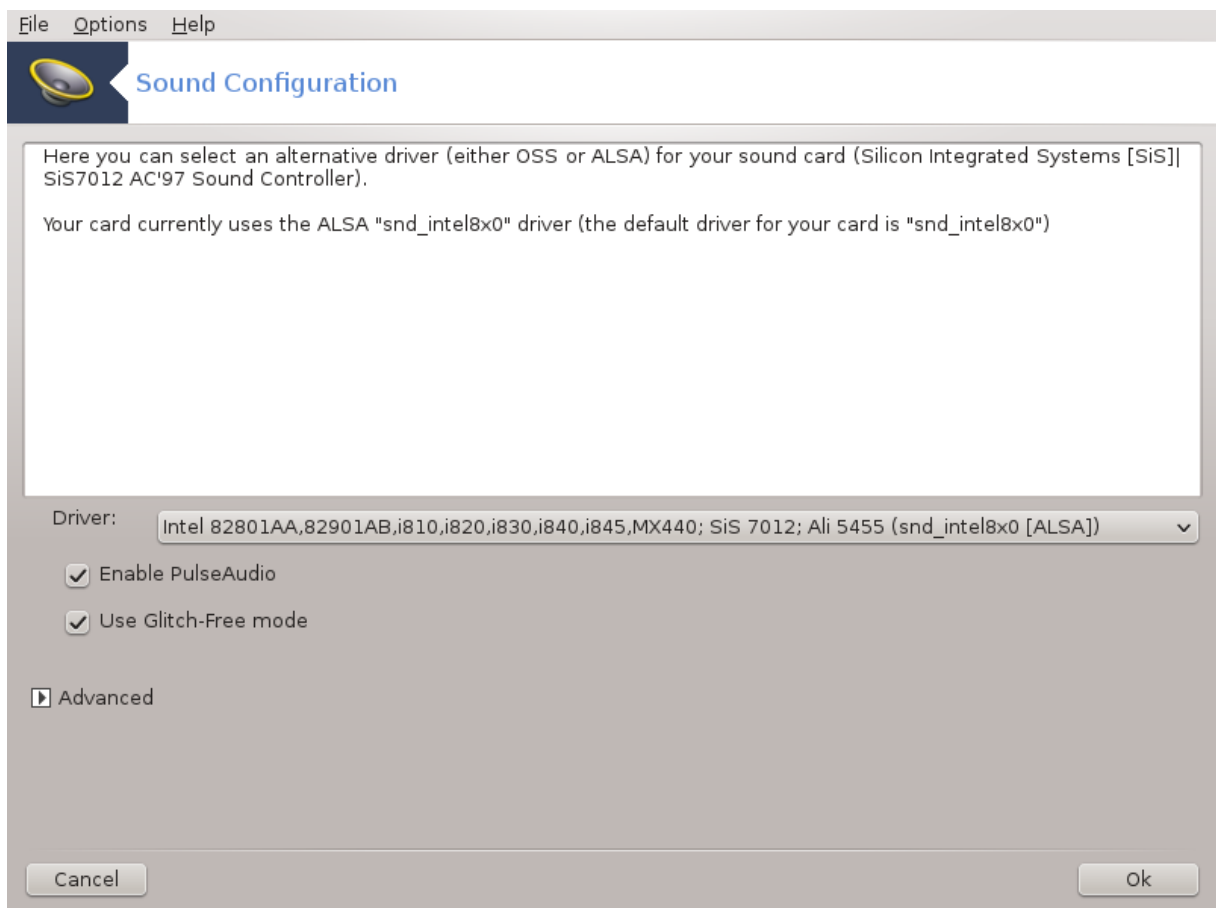 File Options Help
Sound Configuration
Here you can select an alternative driver (either OSS or ALSA) for your sound card (Silicon Integrated Systems [SiS]|
SiS7012 AC'97 Sound Controller).
Your card currently uses the ALSA "snd_intel8x0" driver (the default driver for your card is "snd_intel8x0")
Driver:
Intel 82801AA,82901AB,i810,i820,i830,i840,i845,MX440; SiS 7012; Ali 5455 (snd_intel8x0 [ALSA])
Enable PulseAudio
Use Glitch-Free mode
Advanced
Cancel
Ok